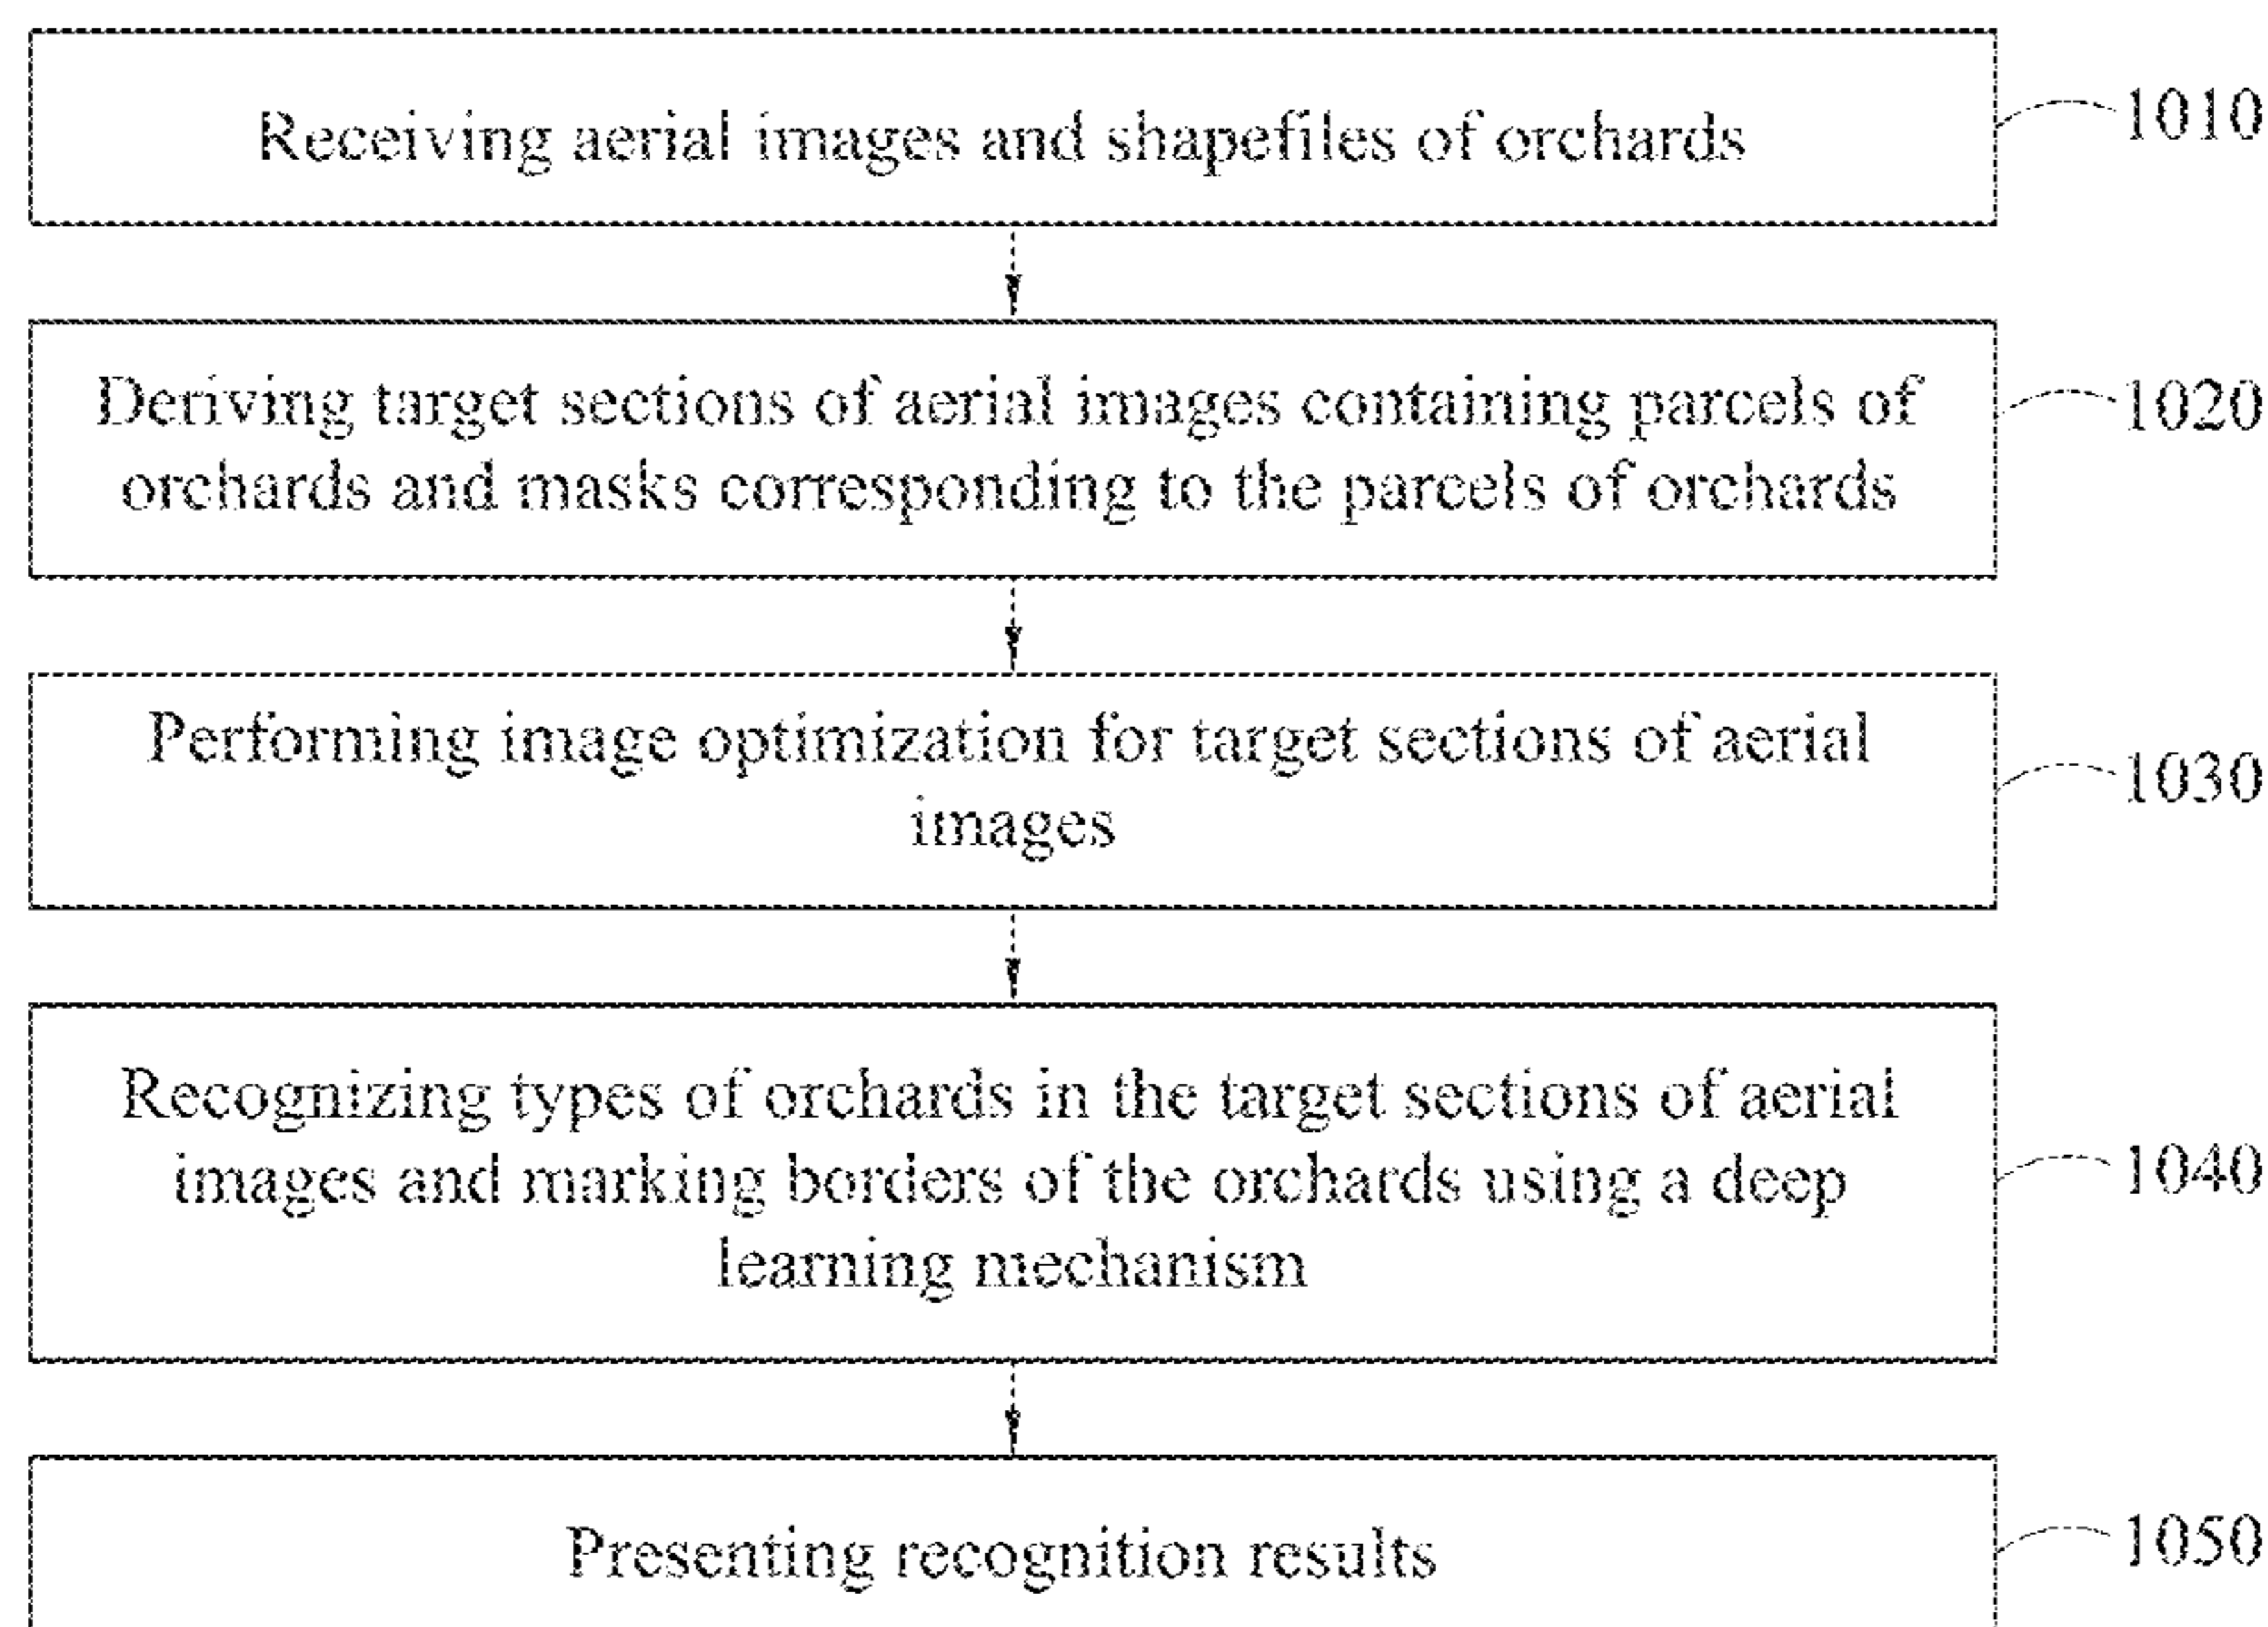 Receiving aerial images and shapefiles of orchards
1010
Deriving target sections of aerial images containing parcels of
orchards and masks corresponding to the parcels of orchards
1020
Performing image optimization for target sections of aerial
images
1030
Recognizing types of orchards in the target sections of aerial
images and marking borders of the orchards using a deep
learning mechanism
1040
Presenting recognition results
1050